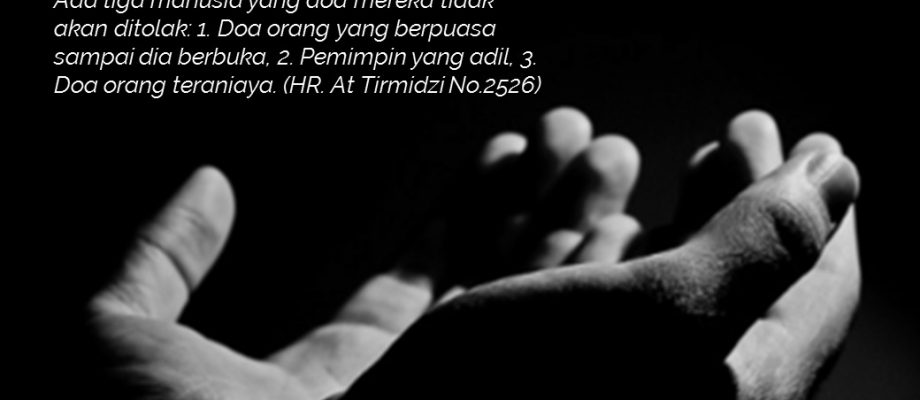 Ada tiga manusia yang doa mereka tidak
akan ditolak: 1. Doa orang yang berpuasa
sampai dia berbuka, 2. Pemimpin yang adil, 3.
Doa orang teraniaya. (HR. At Tirmidzi No.2526)